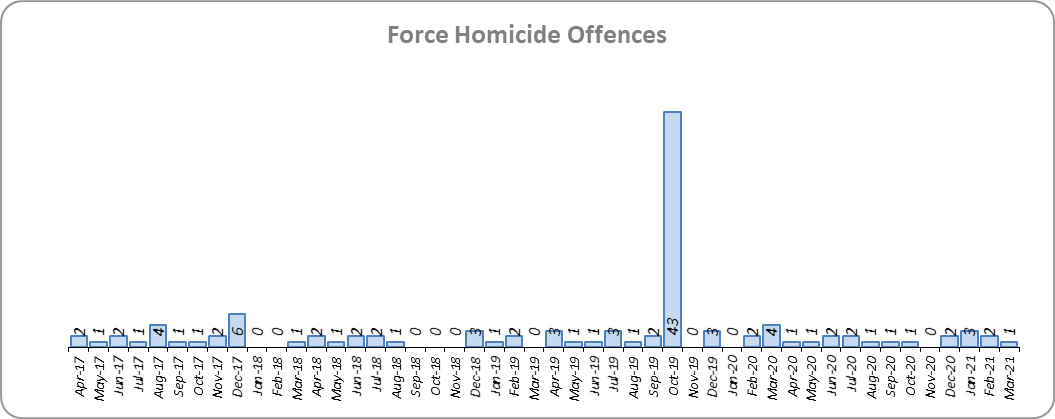 Force Homicide Offences
2 1 2 1 4 1 1 2 6 0 0 1 2 1 2 2 1 0 0 0 3 1 2 0 3 1 1 3 1 2 43 0 3 0 2 4 1 1 2 2 1 1 1 0 2 3 2 1
Apr-17 May-17 Jun-17 Jul-17 Aug-17 Sep-17 Oct-17 Nov-17 Dec-17 Jan-18 Feb-18 Mar-18 Apr-18 May-18 Jun-18 Jul-18 Aug-18 Sep-18 Oct-18 Nov-18 Dec-18 Jan-19 Feb-19 Mar-19 Apr-19 May-19 Jun-19 Jul-19 Aug-19 Sep-19 Oct-19 Nov-19 Dec-19 Jan-20 Feb-20 Mar-20 Apr-20 May-20 Jun-20 Jul-20 Aug-20 Sep-20 Oct-20 Nov-20 Dec-20 Jan-21 Feb-21 Mar-21